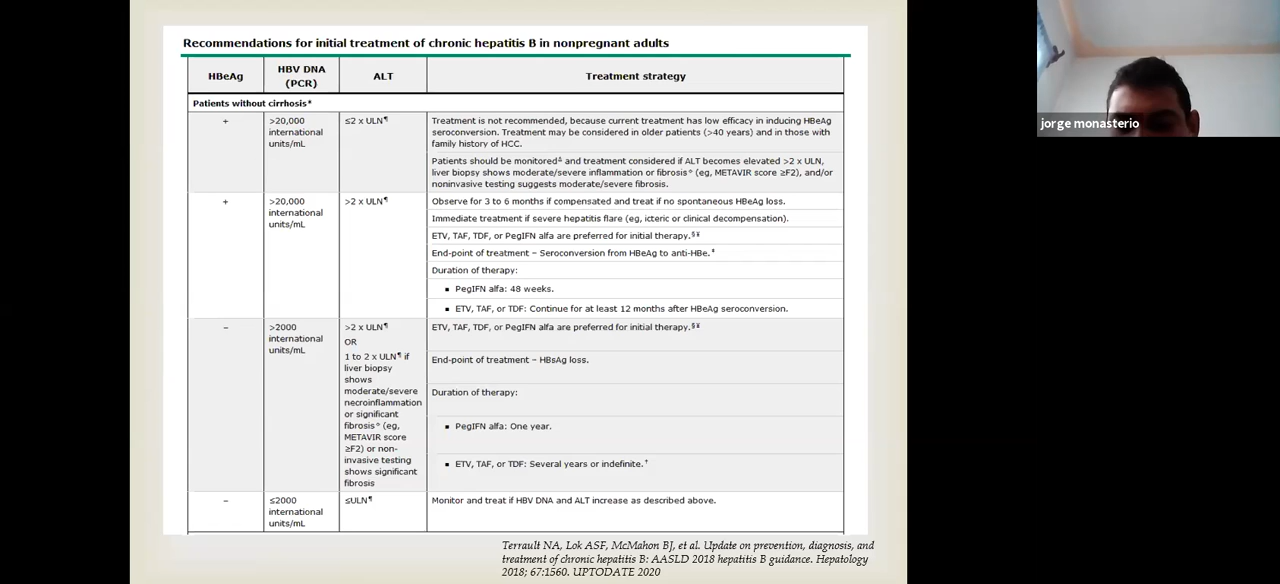 Recommendations for initial treatment of chronic hepatitis B in nonpregnant adults
HBeAg
HBV DNA
(PCR)
ALT
Treatment strategy
Patients without cirrhosis*
+
>20,000
international
units/mL
≤2 x ULN¶
Treatment is not recommended, because current treatment has low efficacy in inducing HBeAg
seroconversion. Treatment may be considered in older patients (>40 years) and in those with
family history of HCC.
Patients should be monitoredΔ and treatment considered if ALT becomes elevated >2 x ULN,
liver biopsy shows moderate/severe inflammation or fibrosis◊ (eg, METAVIR score ≥F2), and/or
noninvasive testing suggests moderate/severe fibrosis.
+
>20,000
international
units/mL
>2 x ULN¶
Observe for 3 to 6 months if compensated and treat if no spontaneous HBeAg loss.
Immediate treatment if severe hepatitis flare (eg, icteric or clinical decompensation).
ETV, TAF, TDF, or PegIFN alfa are preferred for initial therapy.§¥
End-point of treatment – Seroconversion from HBeAg to anti-HBe.‡
Duration of therapy:
▪ PegIFN alfa: 48 weeks.
▪ ETV, TAF, or TDF: Continue for at least 12 months after HBeAg seroconversion.
–
>2000
international
units/mL
>2 x ULN¶
OR
1 to 2 x ULN¶ if
liver biopsy
shows
moderate/severe
necroinflammation
or significant
fibrosis◊ (eg,
METAVIR score
≥F2) or non-
invasive testing
shows significant
fibrosis
ETV, TAF, TDF, or PegIFN alfa are preferred for initial therapy.§¥
End-point of treatment – HBsAg loss.
Duration of therapy:
▪ PegIFN alfa: One year.
▪ ETV, TAF, or TDF: Several years or indefinite.†
–
≤2000
international
units/mL
≤ULN¶
Monitor and treat if HBV DNA and ALT increase as described above.
Terrault NA, Lok ASF, McMahon BJ, et al. Update on prevention, diagnosis, and
treatment of chronic hepatitis B: AASLD 2018 hepatitis B guidance. Hepatology
2018; 67:1560. UPTODATE 2020
jorge monasterio